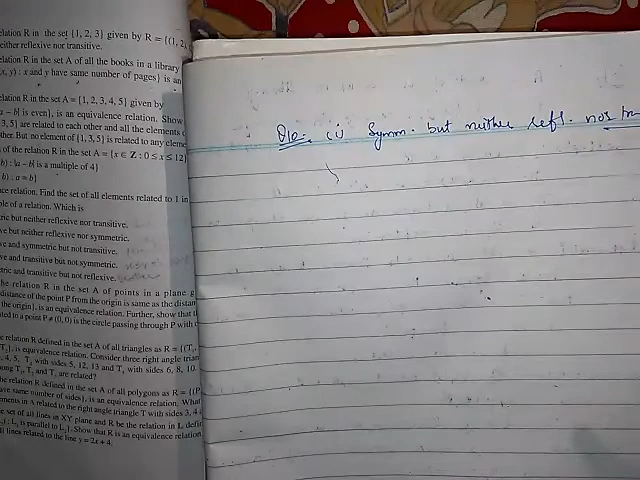 elation R in the set {1, 2, 3} given by R = {(1, 2),
either reflexive nor transitive.
elation R in the set A of all the books in a library
x, y) : x and y have same number of pages} is an
elation R in the set A = {1, 2, 3, 4, 5} given by
a – b| is even}, is an equivalence relation. Show
3, 5} are related to each other and all the elements
ther. But no element of {1, 3, 5} is related to any eleme
of the relation R in the set A = {x ∈ Z : 0 ≤ x ≤ 12}
b) : |a – b| is a multiple of 4}
b) : a = b}
nce relation. Find the set of all elements related to 1 in
ple of a relation. Which is
ric but neither reflexive nor transitive.
ve but neither reflexive nor symmetric.
ve and symmetric but not transitive.
ve and transitive but not symmetric.
tric and transitive but not reflexive.
he relation R in the set A of points in a plane g
distance of the point P from the origin is same as the distan
the origin}, is an equivalence relation. Further, show that
ated to a point P ≠ (0, 0) is the circle passing through P with
e relation R defined in the set A of all triangles as R = {(T₁,
T₂}, is equivalence relation. Consider three right angle trian
, 4, 5, T₂ with sides 5, 12, 13 and T₃ with sides 6, 8, 10.
ong T₁, T₂ and T₃ are related?
he relation R defined in the set A of all polygons as R = {(P
ave same number of sides}, is an equivalence relation. What
ments in A related to the right angle triangle T with sides 3, 4
e set of all lines in XY plane and R be the relation in L defin
L₂) : L₁ is parallel to L₂}. Show that R is an equivalence relation.
ll lines related to the line y = 2x + 4.
Q10. (i) Symm. but neither refl. nor tra